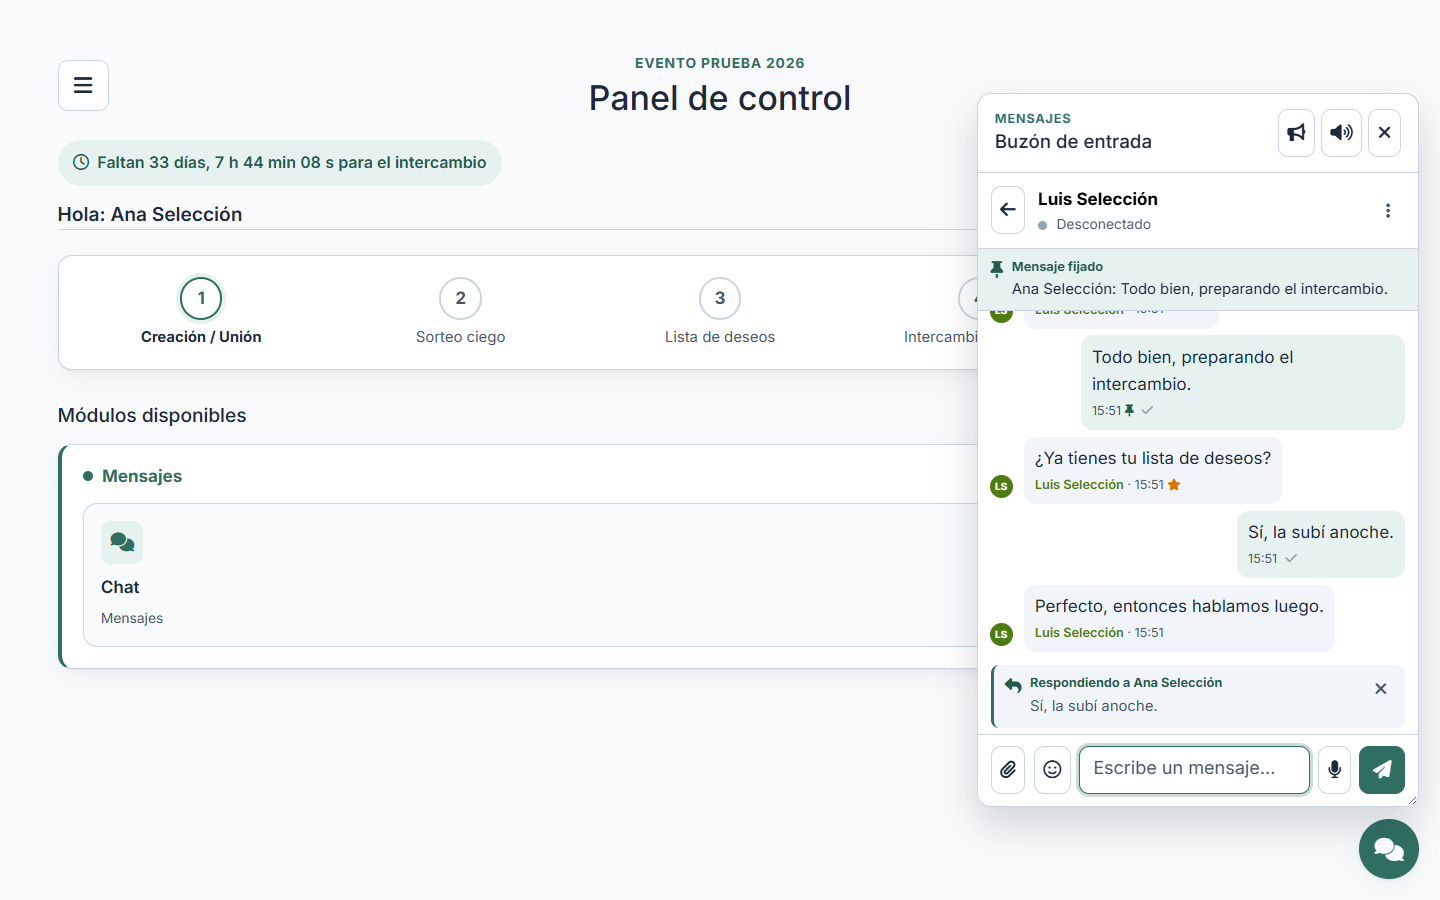 EVENTO PRUEBA 2026
Panel de control
Faltan 33 días, 7 h 44 min 08 s para el intercambio
Hola: Ana Selección
1
Creación / Unión
2
Sorteo ciego
3
Lista de deseos
Módulos disponibles
Mensajes
Chat
Mensajes
MENSAJES
Buzón de entrada
Luis Selección
Desconectado
Mensaje fijado
Ana Selección: Todo bien, preparando el intercambio.
Todo bien, preparando el
intercambio.
15:51
¿Ya tienes tu lista de deseos?
LS
Luis Selección · 15:51
Sí, la subí anoche.
15:51
Perfecto, entonces hablamos luego.
LS
Luis Selección · 15:51
Respondiendo a Ana Selección
Sí, la subí anoche.
Escribe un mensaje...